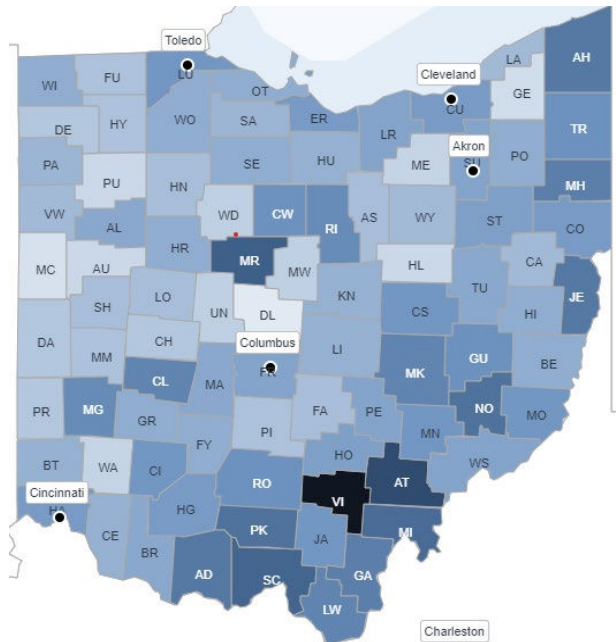 Toledo
Cleveland
Akron
Columbus
Cincinnati
Charleston
WI
FU
LU
OT
LA
AH
GE
CU
DE
HY
WO
SA
ER
LR
TR
PA
PU
HN
SE
HU
ME
SU
PO
MH
VW
AL
WD
CW
RI
AS
WY
ST
CO
MC
AU
HR
MR
MW
HL
CA
SH
LO
UN
DL
KN
CS
TU
HI
JE
DA
MM
CH
FR
LI
MK
GU
BE
PR
MG
CL
MA
FA
PE
NO
MO
GR
PI
MN
BT
WA
CI
FY
RO
HO
AT
WS
HA
CE
BR
HG
PK
VI
JA
MI
AD
SC
GA
LW